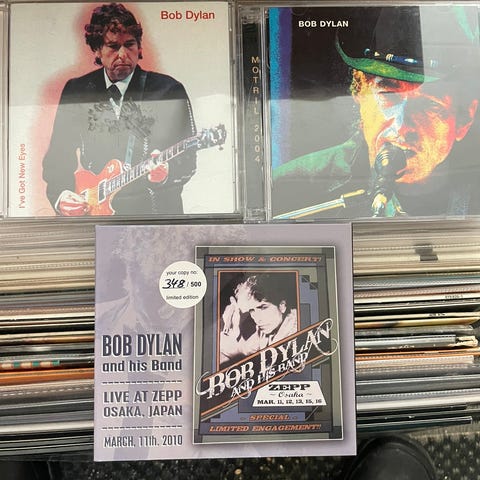 Bob Dylan
I've Got New Eyes
BOB DYLAN
MOTRIL 2004
your copy no:
348 / 500
limited edition
BOB DYLAN
and his Band
LIVE AT ZEPP
OSAKA, JAPAN
MARCH, 11th. 2010
IN SHOW & CONCERT!
BOB DYLAN
AND HIS BAND
ZEPP
~ Osaka ~
MAR. 11, 12, 13, 15, 16
SPECIAL
LIMITED ENGAGEMENT!!